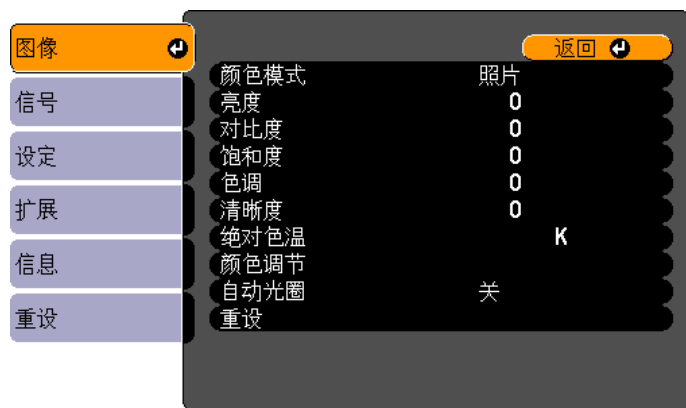 图像
信号
设定
扩展
信息
重设
返回
颜色模式 照片
亮度 0
对比度 0
饱和度 0
色调 0
清晰度 0
绝对色温 K
颜色调节
自动光圈 关
重设